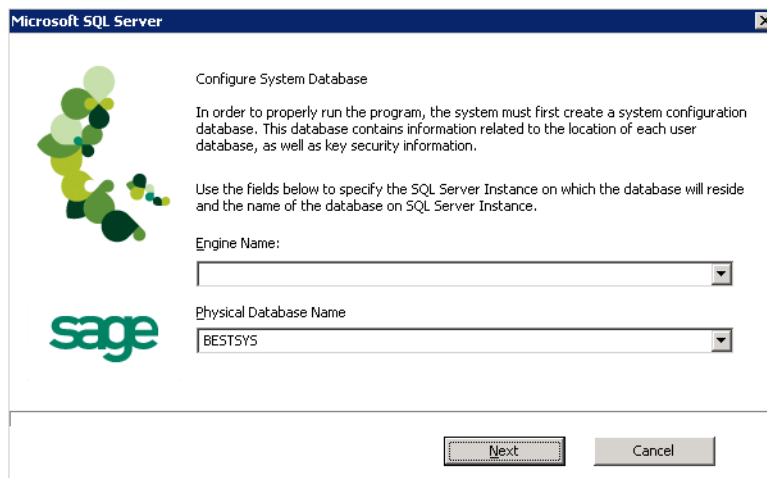 Microsoft SQL Server
Configure System Database
In order to properly run the program, the system must first create a system configuration
database. This database contains information related to the location of each user
database, as well as key security information.
Use the fields below to specify the SQL Server Instance on which the database will reside
and the name of the database on SQL Server Instance.
Engine Name:
sage
Physical Database Name
BESTSYS
Next
Cancel